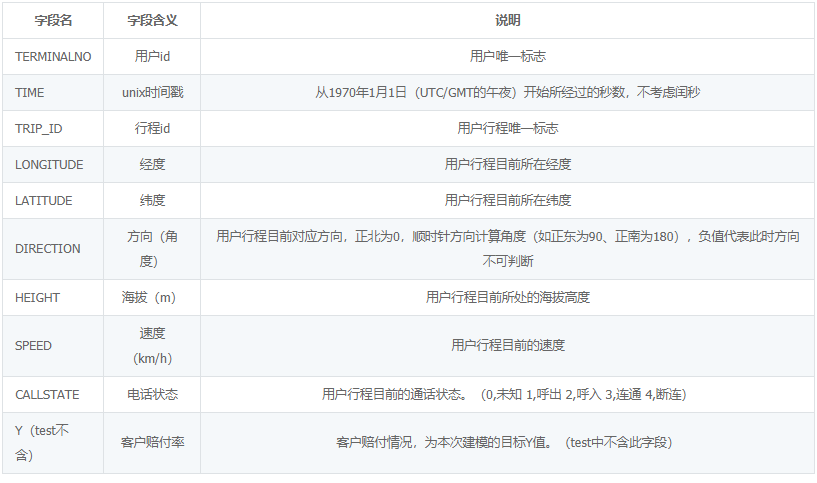 字段名 字段含义 说明
TERMINALNO 用户id 用户唯一标志
TIME unix时间戳 从1970年1月1日（UTC/GMT的午夜）开始所经过的秒数，不考虑闰秒
TRIP_ID 行程id 用户行程唯一标志
LONGITUDE 经度 用户行程目前所在经度
LATITUDE 纬度 用户行程目前所在纬度
DIRECTION 方向（角
度） 用户行程目前对应方向，正北为0，顺时针方向计算角度（如正东为90、正南为180），负值代表此时方向
不可判断
HEIGHT 海拔（m） 用户行程目前所处的海拔高度
SPEED 速度
（km/h） 用户行程目前的速度
CALLSTATE 电话状态 用户行程目前的通话状态。（0,未知 1,呼出 2,呼入 3,连通 4,断连）
Y（test不
含） 客户赔付率 客户赔付情况，为本次建模的目标Y值。（test中不含此字段）